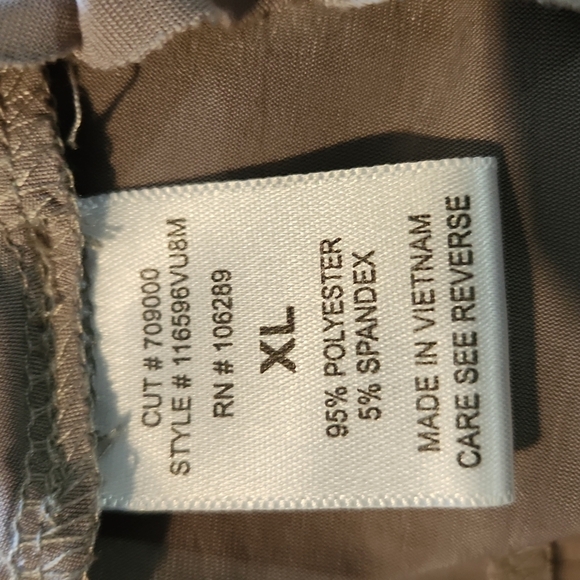 CUT # 709000
STYLE # 116596VU8M
RN # 106289
XL
95% POLYESTER
5% SPANDEX
MADE IN VIETNAM
CARE SEE REVERSE